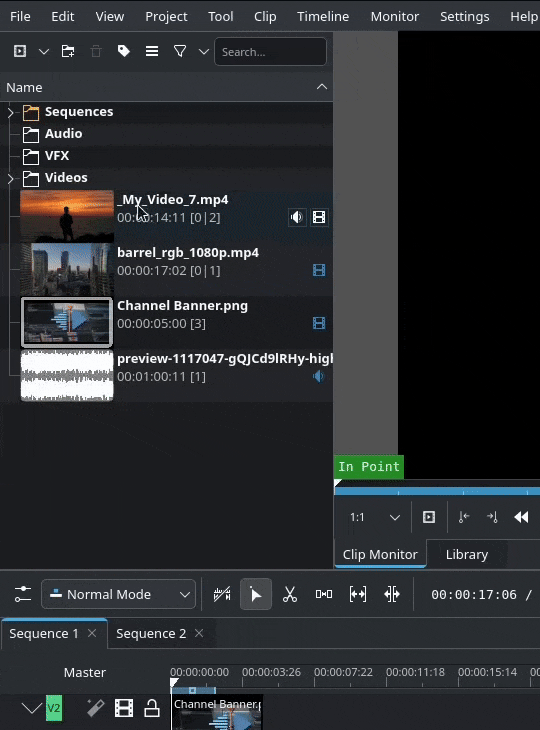 File Edit View Project Tool Clip Timeline Monitor Settings Help
Search...
Name
Sequences
Audio
VFX
Videos
_My_Video_7.mp4
00:00:14:11 [0|2]
barrel_rgb_1080p.mp4
00:00:17:02 [0|1]
Channel Banner.png
00:00:05:00 [3]
preview-1117047-gQJCd9lRHy-high
00:01:00:11 [1]
In Point
1:1
Clip Monitor Library
Normal Mode 00:00:17:06 /
Sequence 1 Sequence 2
Master 00:00:00:00 00:00:03:26 00:00:07:22 00:00:11:18 00:00:15:14 00
V2 Channel Banner.p